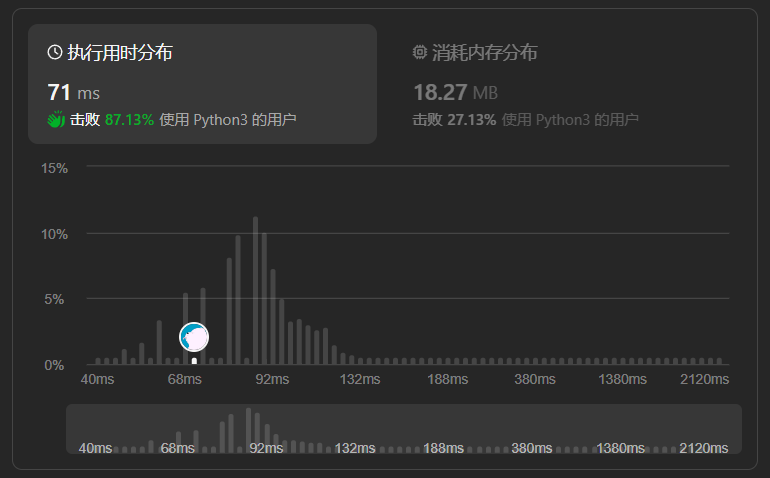 执行用时分布
71 ms
击败 87.13% 使用 Python3 的用户
消耗内存分布
18.27 MB
击败 27.13% 使用 Python3 的用户
15%
10%
5%
0%
40ms 68ms 92ms 132ms 188ms 380ms 1380ms 2120ms
40ms 68ms 92ms 132ms 188ms 380ms 1380ms 2120ms